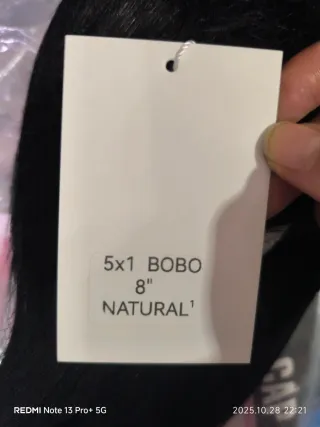 5x1 BOBO
8"
NATURAL¹
REDMI Note 13 Pro+ 5G
2025.10.28 22:21